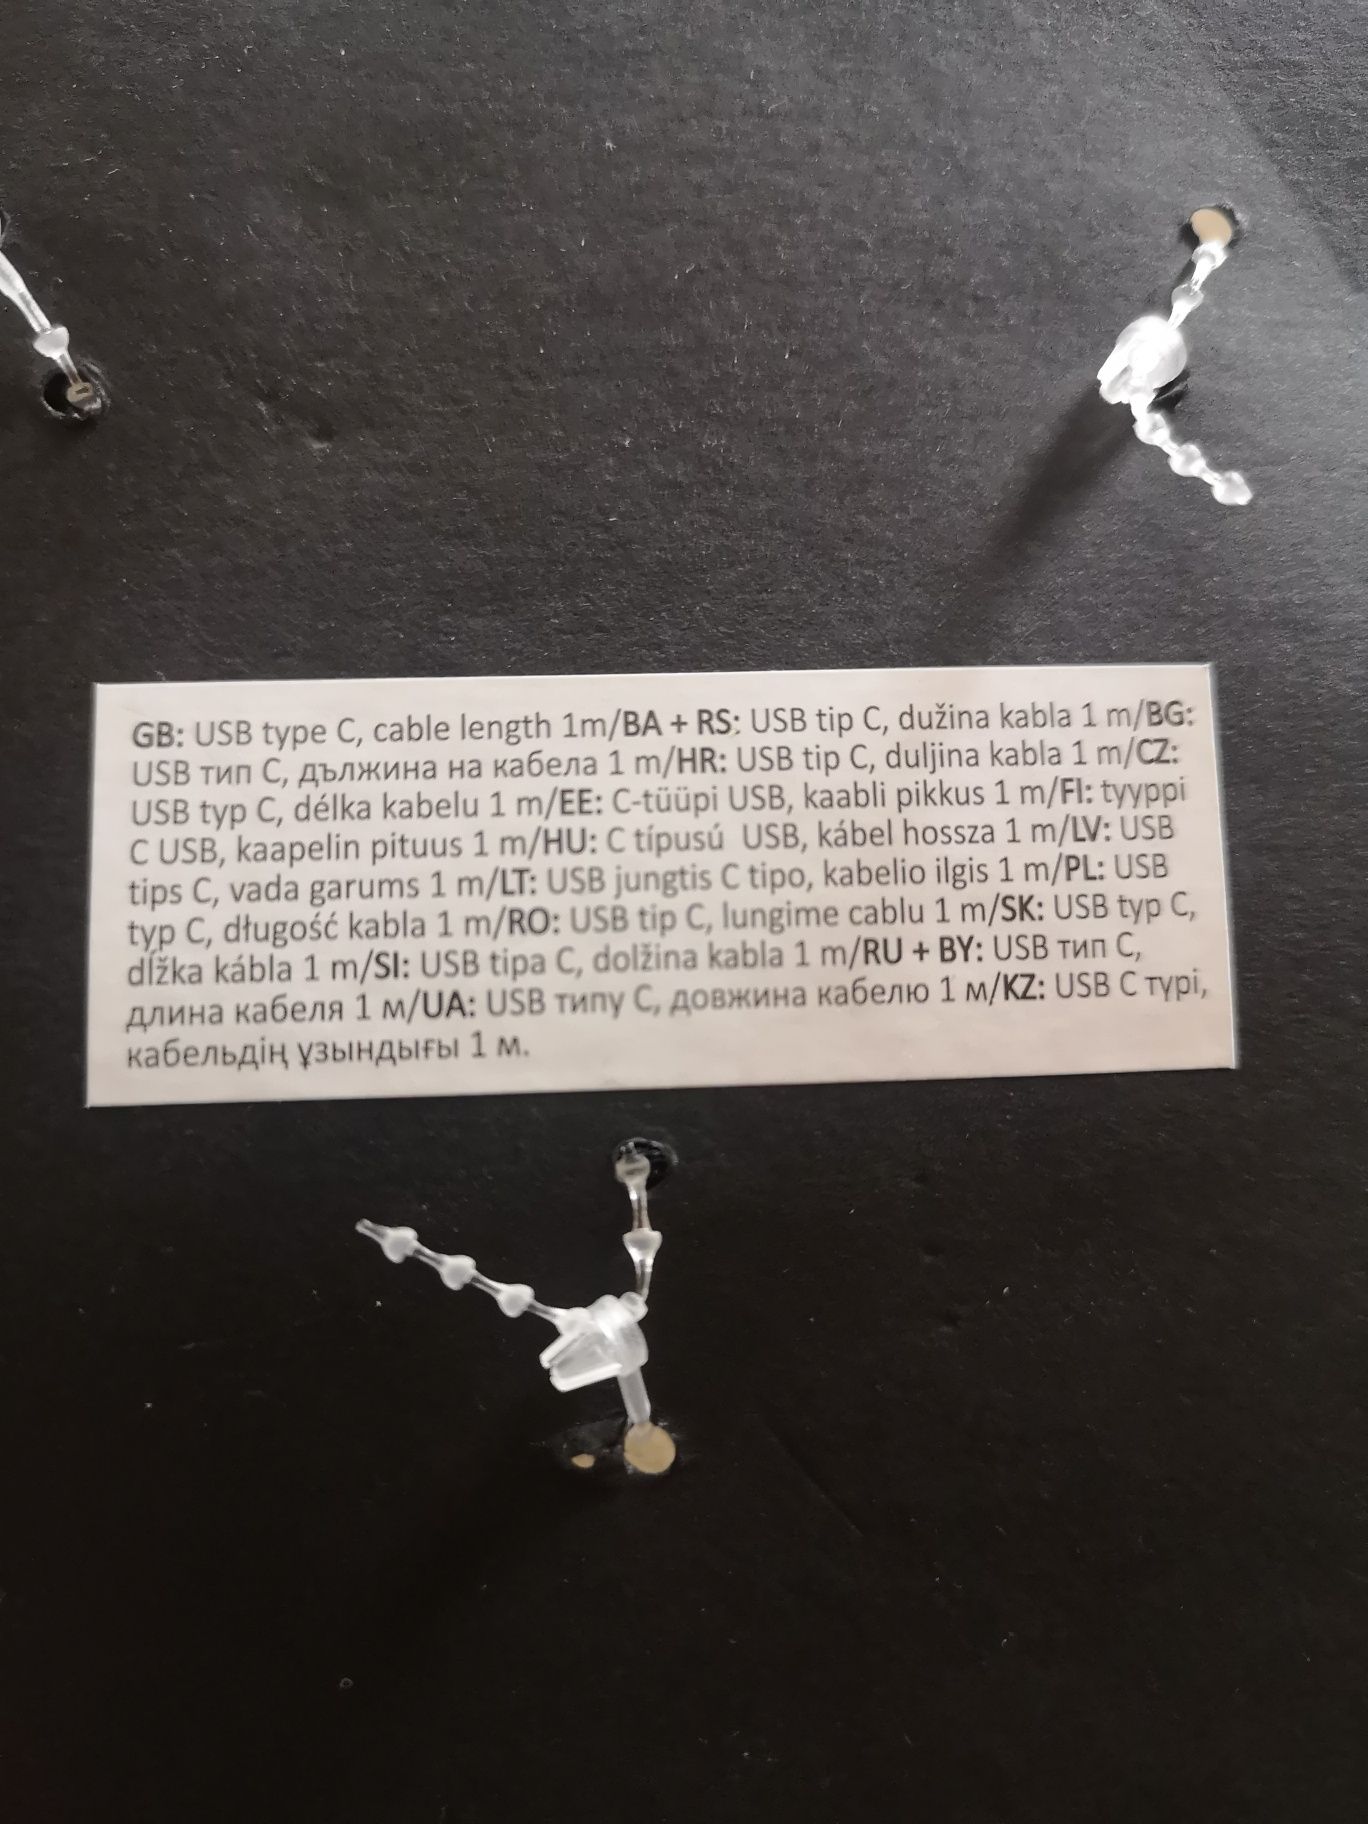 GB: USB type C, cable length 1m/BA + RS: USB tip C, dužina kabla 1 m/BG:
USB тип C, дължина на кабела 1 m/HR: USB tip C, duljina kabla 1 m/CZ:
USB typ C, délka kabelu 1 m/EE: C-tüüpi USB, kaabli pikkus 1 m/FI: tyyppi
C USB, kaapelin pituus 1 m/HU: C típusú USB, kábel hossza 1 m/LV: USB
tips C, vada garums 1 m/LT: USB jungtis C tipo, kabelio ilgis 1 m/PL: USB
typ C, długość kabla 1 m/RO: USB tip C, lungime cablu 1 m/SK: USB typ C,
dĺžka kábla 1 m/SI: USB tipa C, dolžina kabla 1 m/RU + BY: USB тип C,
длина кабеля 1 м/UA: USB типу C, довжина кабелю 1 м/KZ: USB C түрі,
кабельдің ұзындығы 1 м.